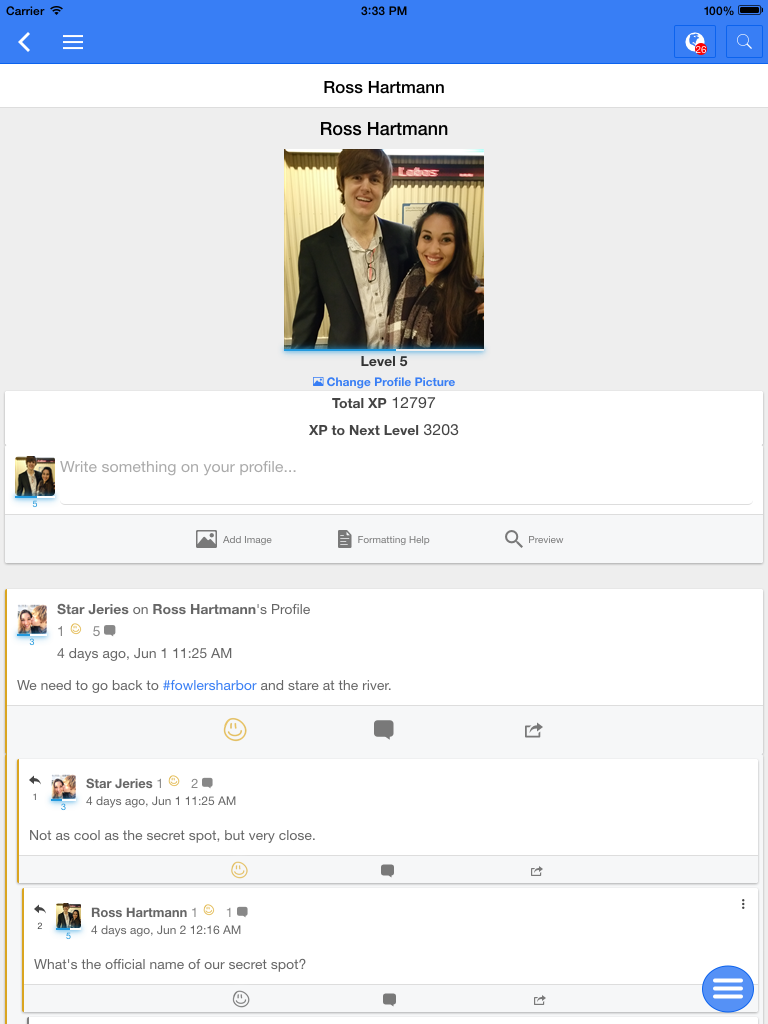 Carrier 3:33 PM 100%
26
Ross Hartmann
Ross Hartmann
Level 5
Change Profile Picture
Total XP 12797
XP to Next Level 3203
Write something on your profile...
5
Add Image Formatting Help Preview
Star Jeries on Ross Hartmann's Profile
1 5
3
4 days ago, Jun 1 11:25 AM
We need to go back to #fowlersharbor and stare at the river.
Star Jeries 1 2
1 3 4 days ago, Jun 1 11:25 AM
Not as cool as the secret spot, but very close.
Ross Hartmann 1 1
2 5 4 days ago, Jun 2 12:16 AM
What's the official name of our secret spot?